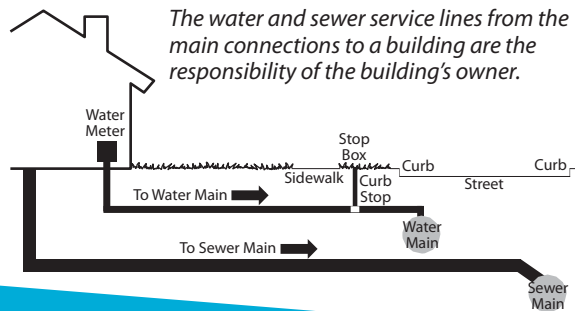 The water and sewer service lines from the
main connections to a building are the
responsibility of the building's owner.
Water
Meter
Stop
Box
Sidewalk
Curb
Curb
Curb
Stop
Street
To Water Main
Water
Main
To Sewer Main
Sewer
Main